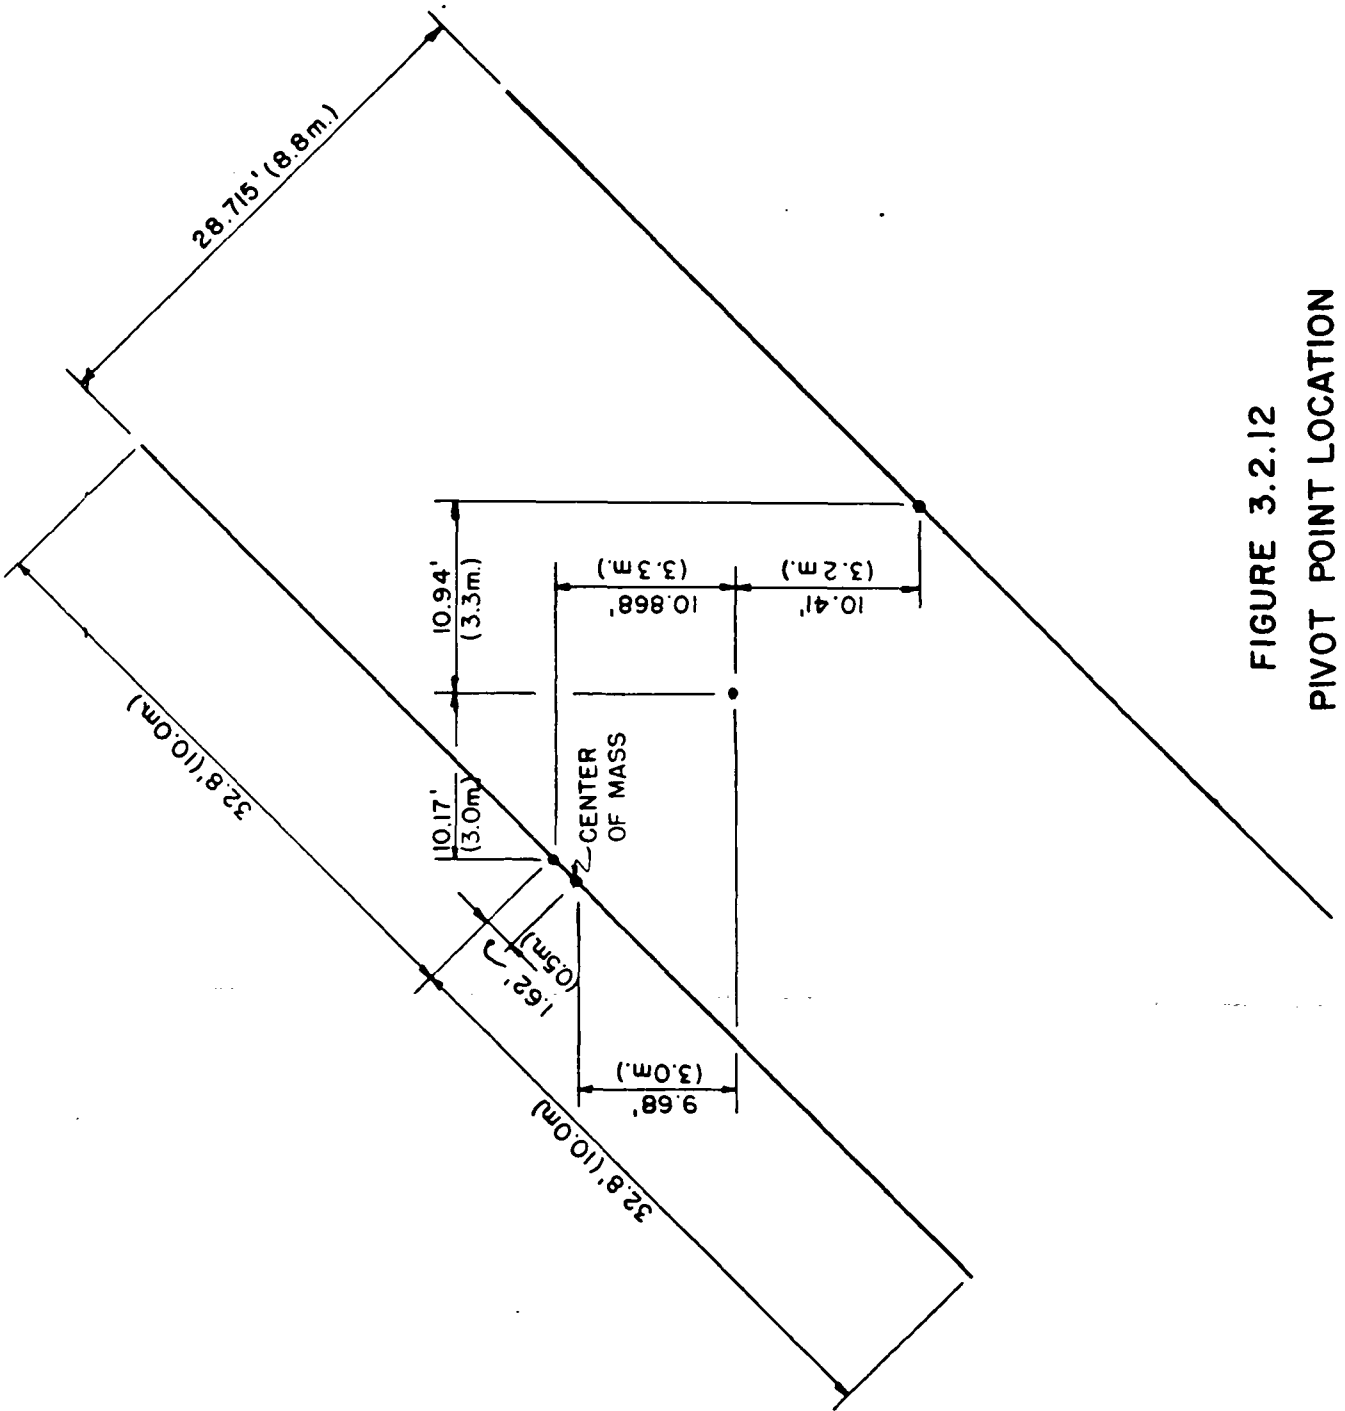 28.715' (8.8m.)
32.8' (10.0m.)
10.94'
(3.3m.)
10.17'
(3.0m.)
10.868'
(3.3m.)
10.41'
(3.2m.)
CENTER
OF MASS
1.62'
(0.5m.)
9.68'
(3.0m.)
32.8' (10.0m)
FIGURE 3.2.12
PIVOT POINT LOCATION